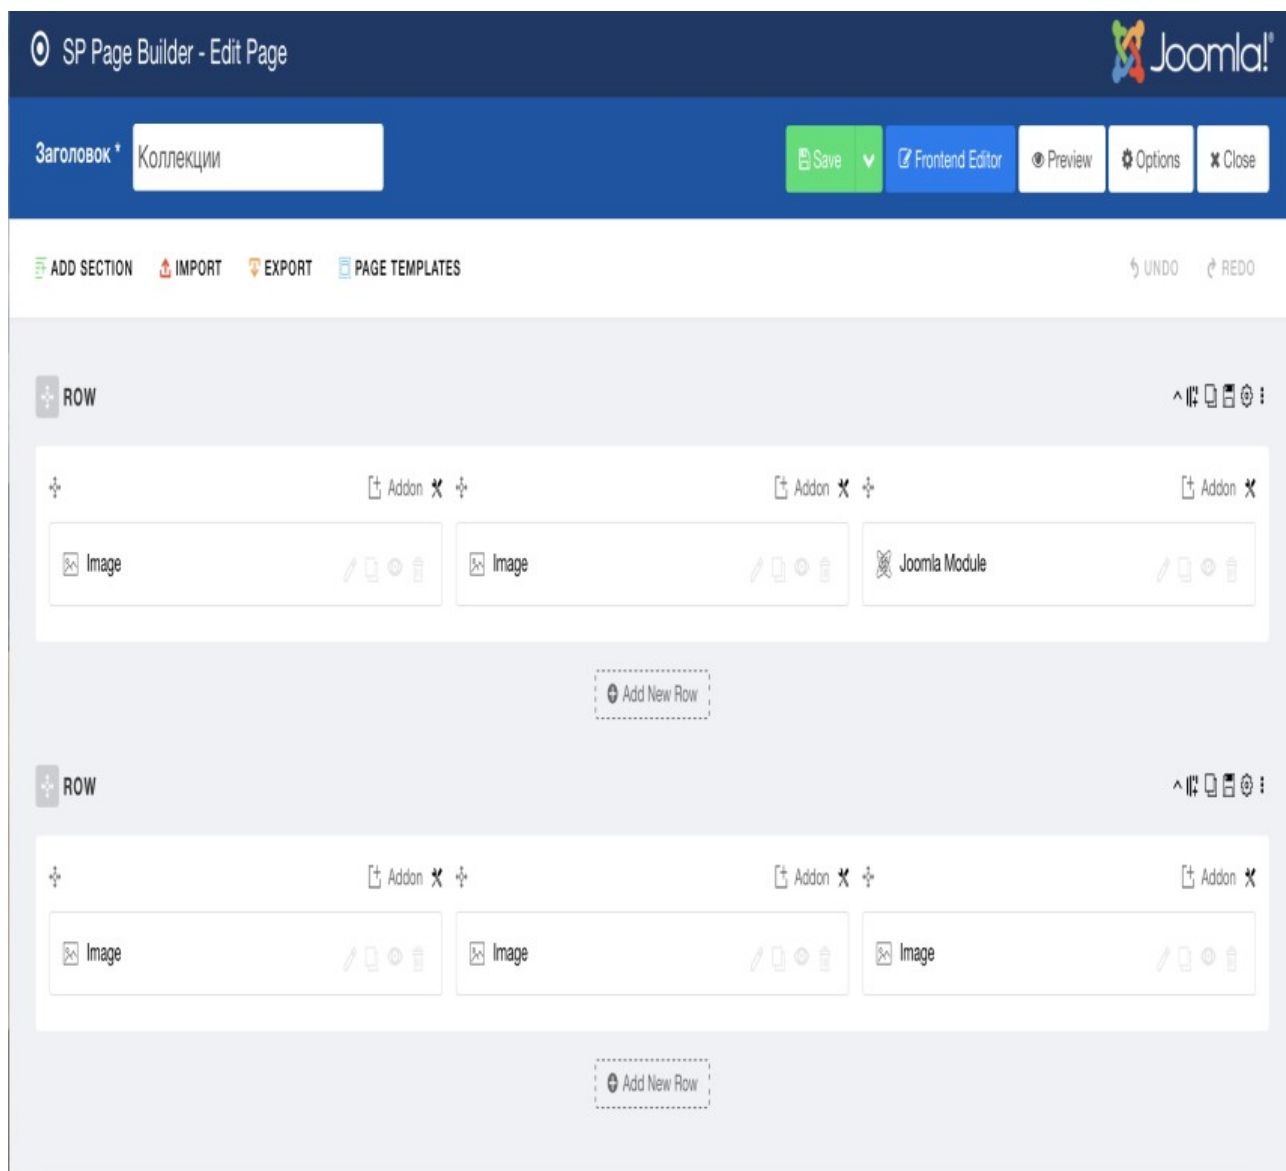 SP Page Builder - Edit Page Joomla!®
Заголовок * Коллекции Save Frontend Editor Preview Options Close
ADD SECTION IMPORT EXPORT PAGE TEMPLATES UNDO REDO
ROW
Addon Addon Addon
Image Image Joomla Module
Add New Row
ROW
Addon Addon Addon
Image Image Image
Add New Row